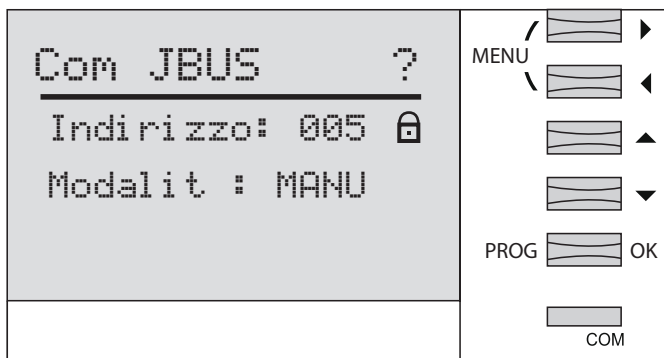 Com JBUS ?
Indirizzo: 005
Modalit : MANU
MENU
PROG
OK
COM